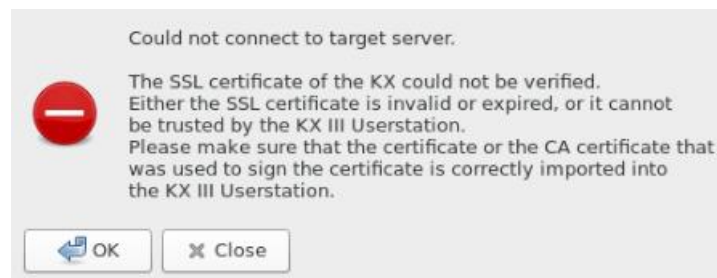 Could not connect to target server.
The SSL certificate of the KX could not be verified.
Either the SSL certificate is invalid or expired, or it cannot
be trusted by the KX III Userstation.
Please make sure that the certificate or the CA certificate that
was used to sign the certificate is correctly imported into
the KX III Userstation.
OK
Close